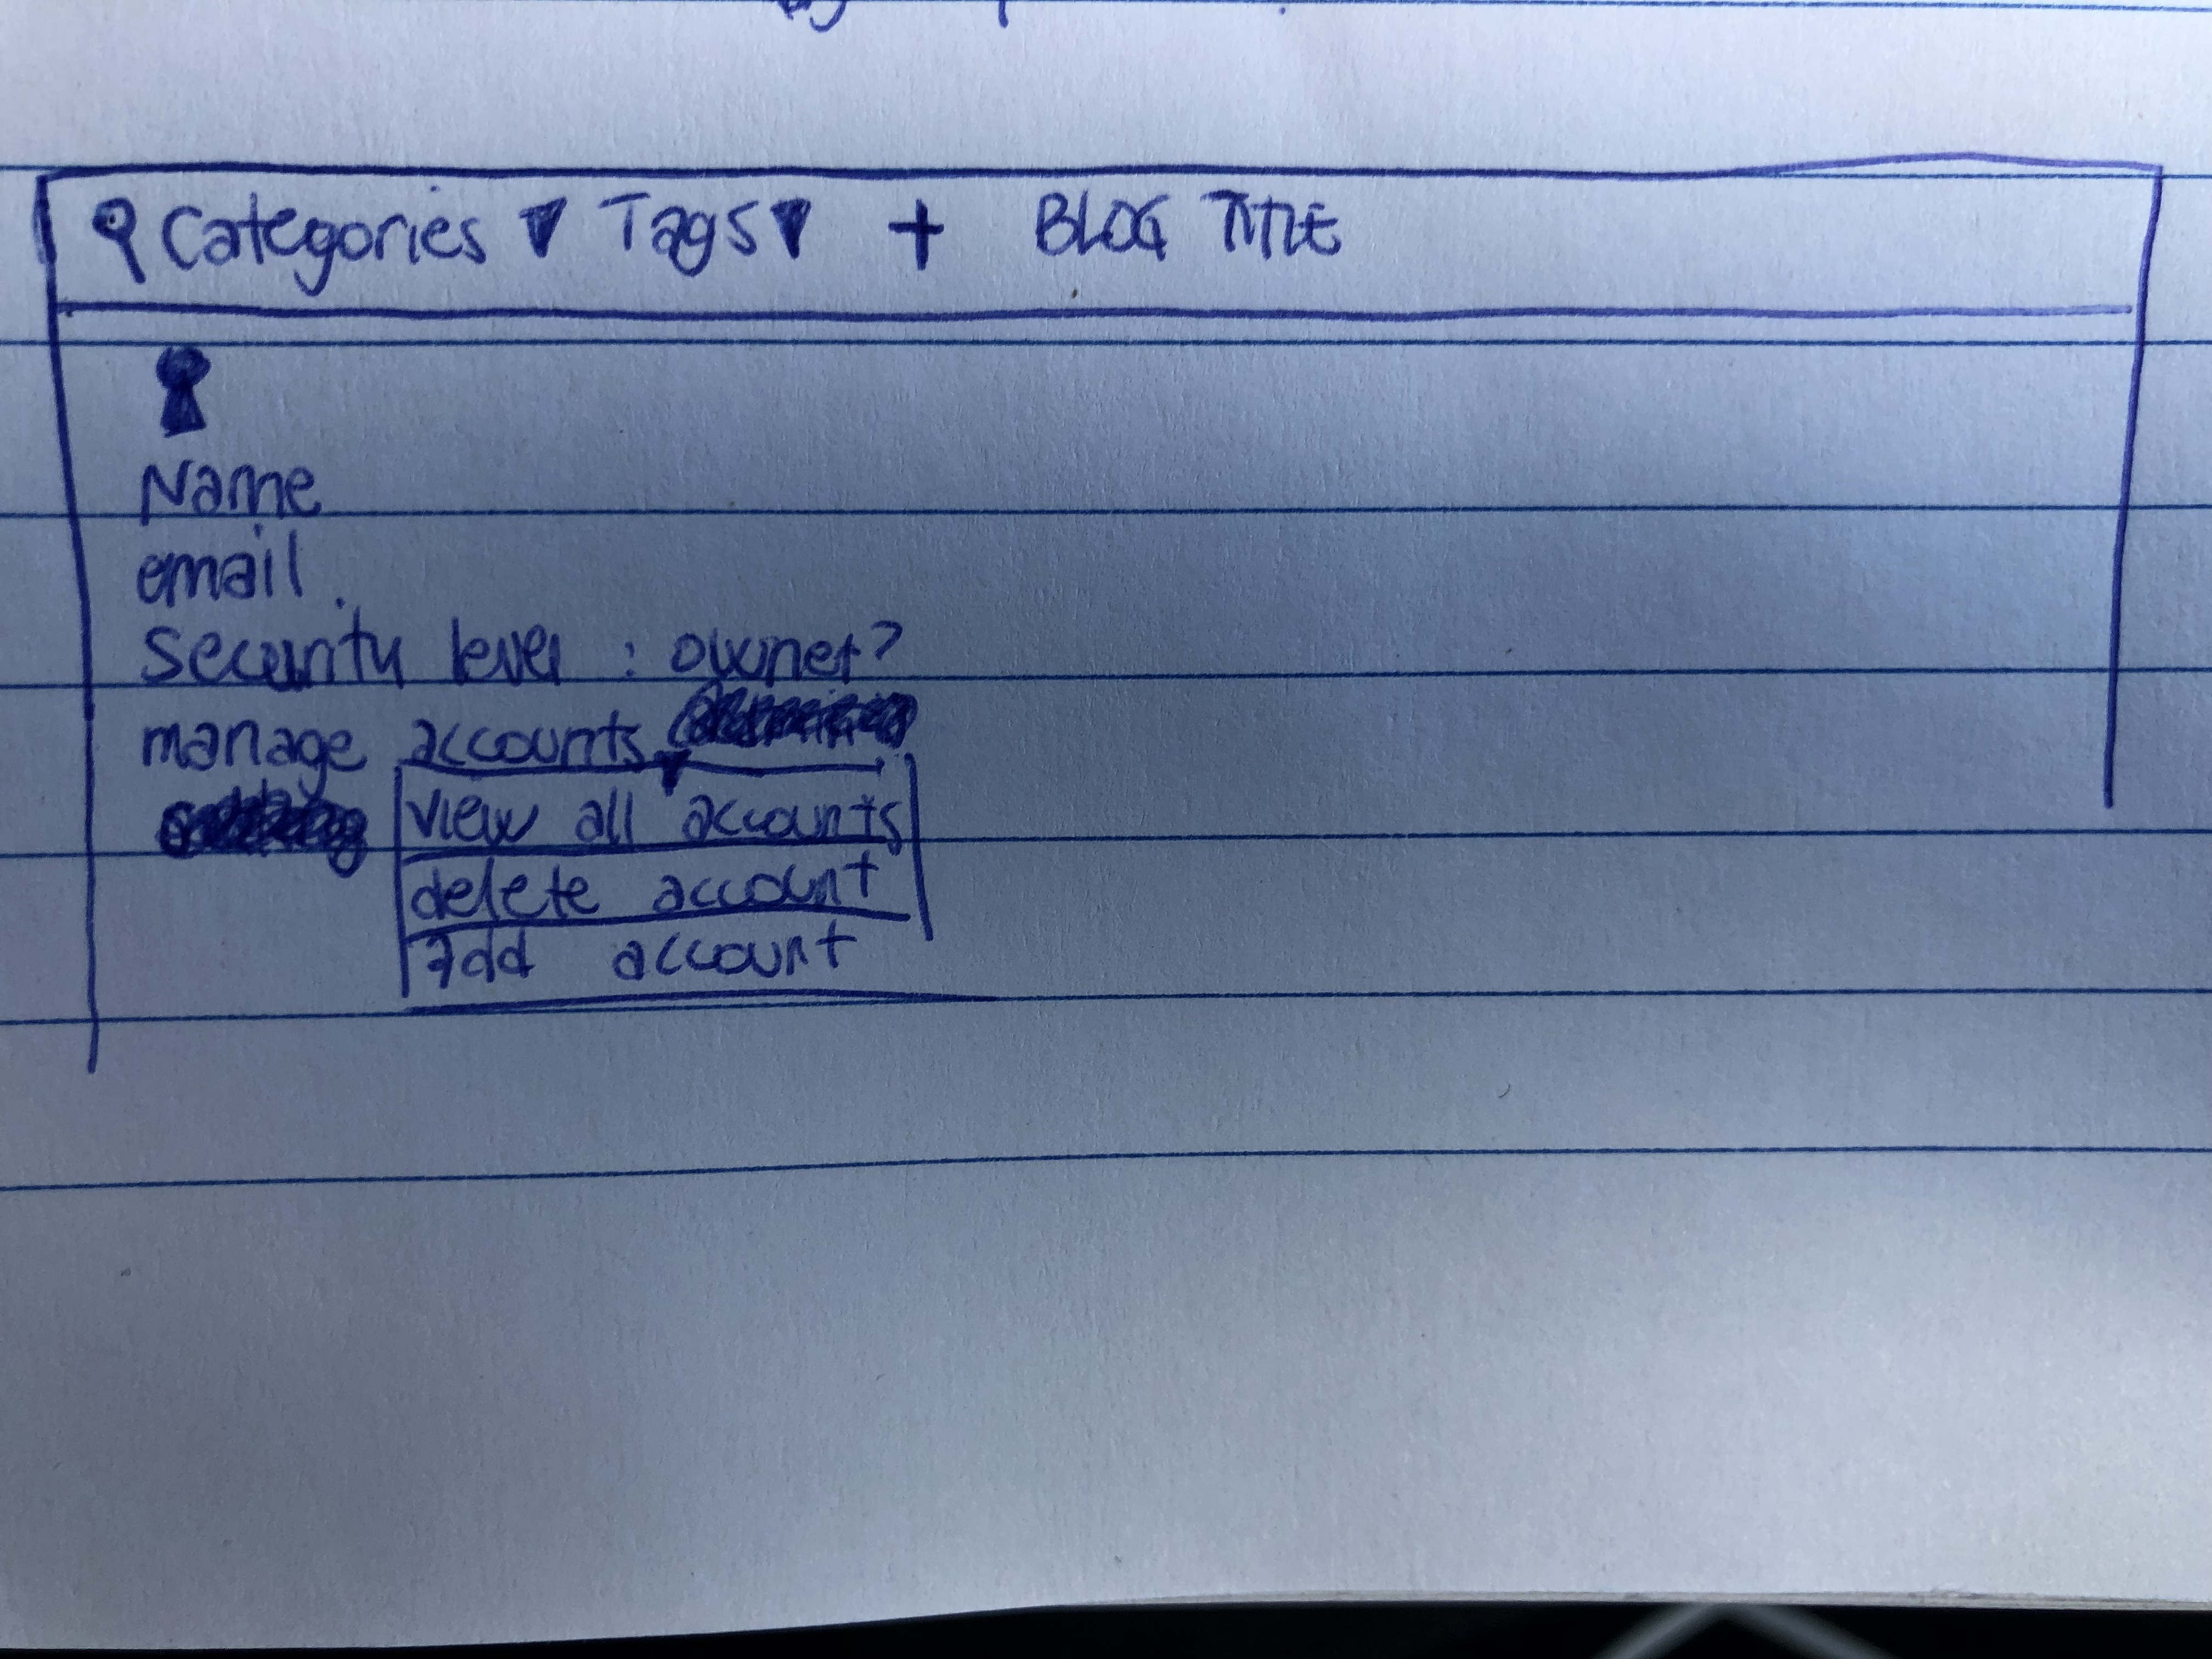 Categories ▼ Tags ▼ + BLOG TITLE
Name
email.
Security level : owner?
manage accounts ▼
view all accounts
delete account
add account